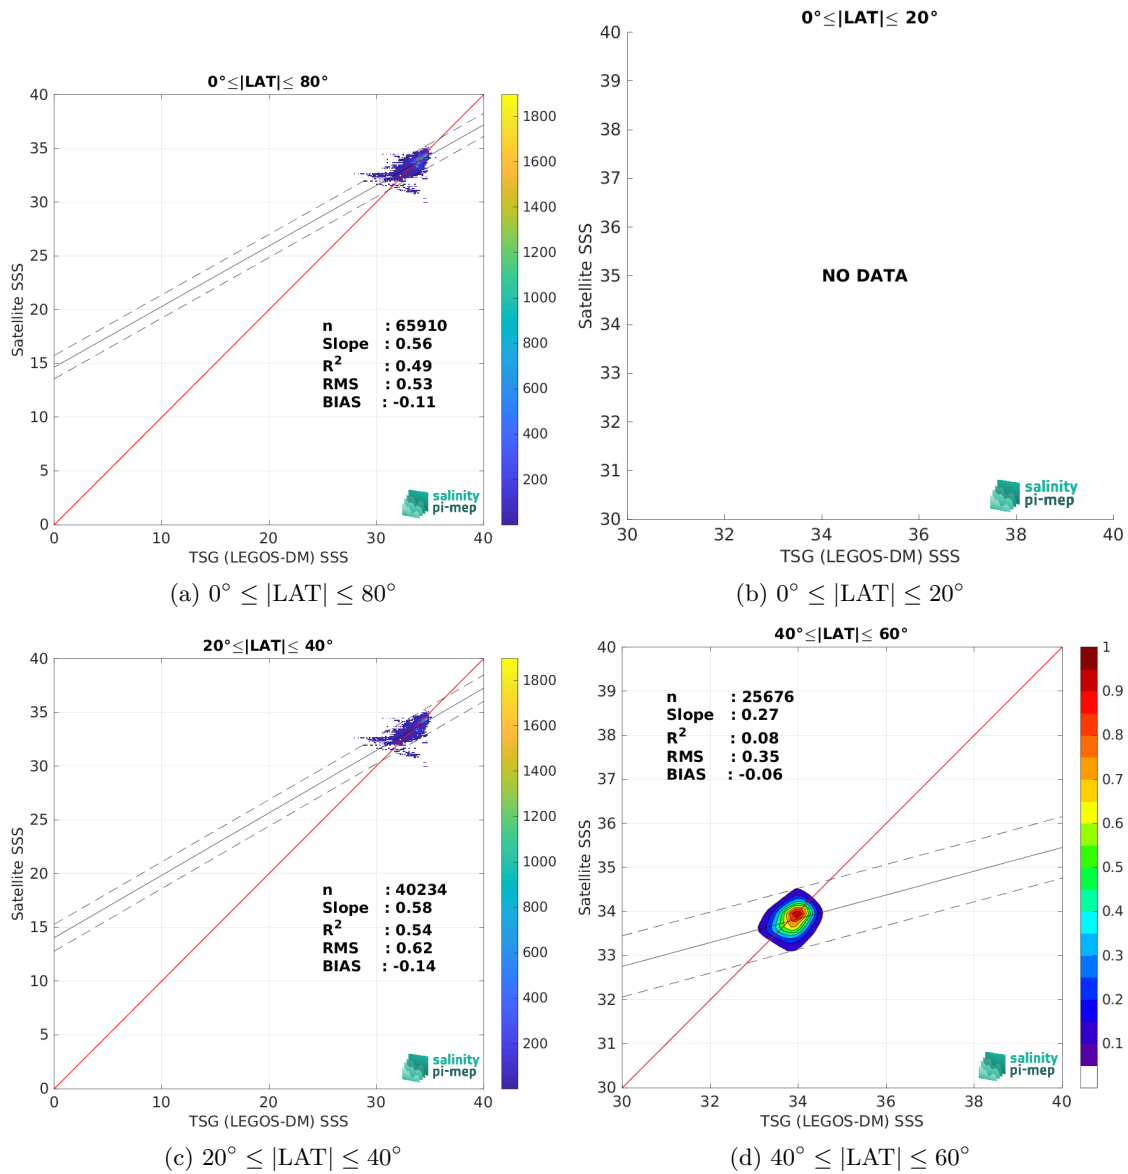 0°≤|LAT|≤ 80°
40
35
30
25
20
15
10
5
0
Satellite SSS
n : 65910
Slope : 0.56
R² : 0.49
RMS : 0.53
BIAS : -0.11
salinity
pi-mep
0 10 20 30 40
TSG (LEGOS-DM) SSS
1800
1600
1400
1200
1000
800
600
400
200
(a) 0° ≤ |LAT| ≤ 80°
0°≤|LAT|≤ 20°
40
39
38
37
36
35
34
33
32
31
30
Satellite SSS
NO DATA
salinity
pi-mep
30 32 34 36 38 40
TSG (LEGOS-DM) SSS
(b) 0° ≤ |LAT| ≤ 20°
20°≤|LAT|≤ 40°
40
35
30
25
20
15
10
5
0
Satellite SSS
n : 40234
Slope : 0.58
R² : 0.54
RMS : 0.62
BIAS : -0.14
salinity
pi-mep
0 10 20 30 40
TSG (LEGOS-DM) SSS
1800
1600
1400
1200
1000
800
600
400
200
(c) 20° ≤ |LAT| ≤ 40°
40°≤|LAT|≤ 60°
40
39
38
37
36
35
34
33
32
31
30
Satellite SSS
n : 25676
Slope : 0.27
R² : 0.08
RMS : 0.35
BIAS : -0.06
salinity
pi-mep
30 32 34 36 38 40
TSG (LEGOS-DM) SSS
1
0.9
0.8
0.7
0.6
0.5
0.4
0.3
0.2
0.1
(d) 40° ≤ |LAT| ≤ 60°